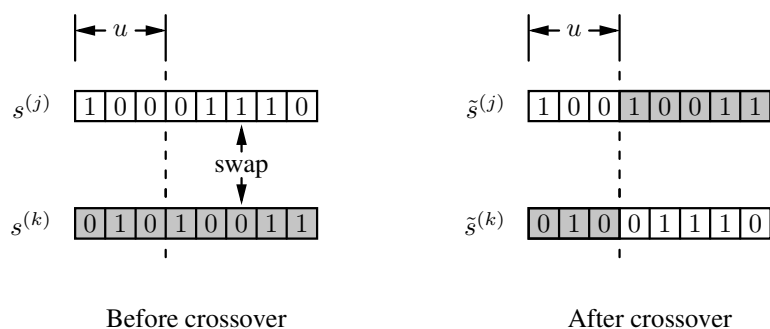 u u
s^{(j)} 1 0 0 0 1 1 1 0 s̃^{(j)} 1 0 0 1 0 0 1 1
swap
s^{(k)} 0 1 0 1 0 0 1 1 s̃^{(k)} 0 1 0 0 1 1 1 0
Before crossover After crossover